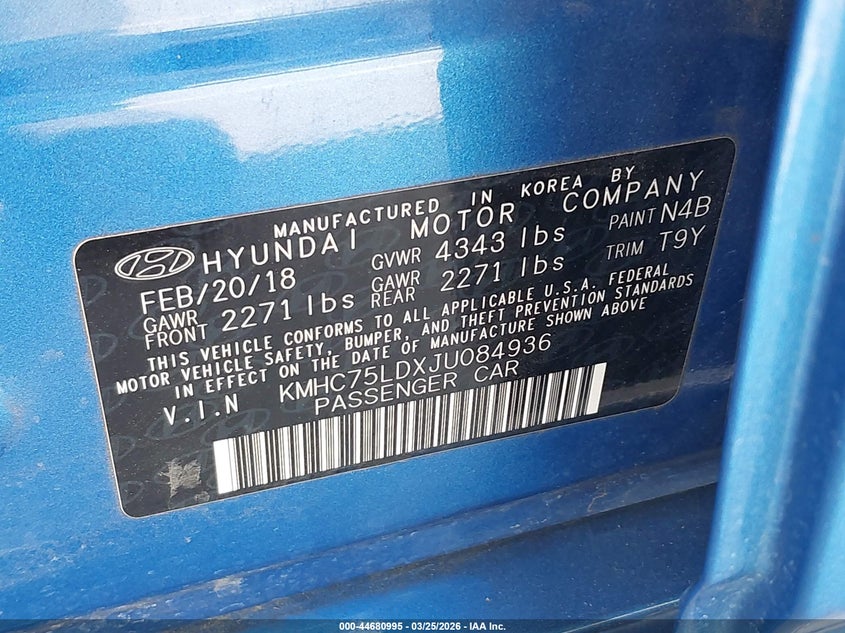 MANUFACTURED IN KOREA BY
HYUNDAI MOTOR COMPANY
FEB/20/18 GVWR 4343 lbs PAINT N4B
GAWR FRONT 2271 lbs GAWR REAR 2271 lbs TRIM T9Y
THIS VEHICLE CONFORMS TO ALL APPLICABLE U.S.A. FEDERAL
MOTOR VEHICLE SAFETY, BUMPER, AND THEFT PREVENTION STANDARDS
IN EFFECT ON THE DATE OF MANUFACTURE SHOWN ABOVE
V.I.N KMHC75LDXJU084936
PASSENGER CAR
000-44680995 - 03/25/2026 - IAA Inc.